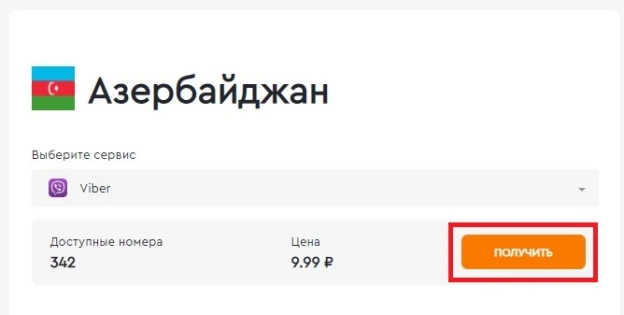 Азербайджан
Выберите сервис
Viber
Доступные номера
Цена
342
9.99 ₽
ПОЛУЧИТЬ